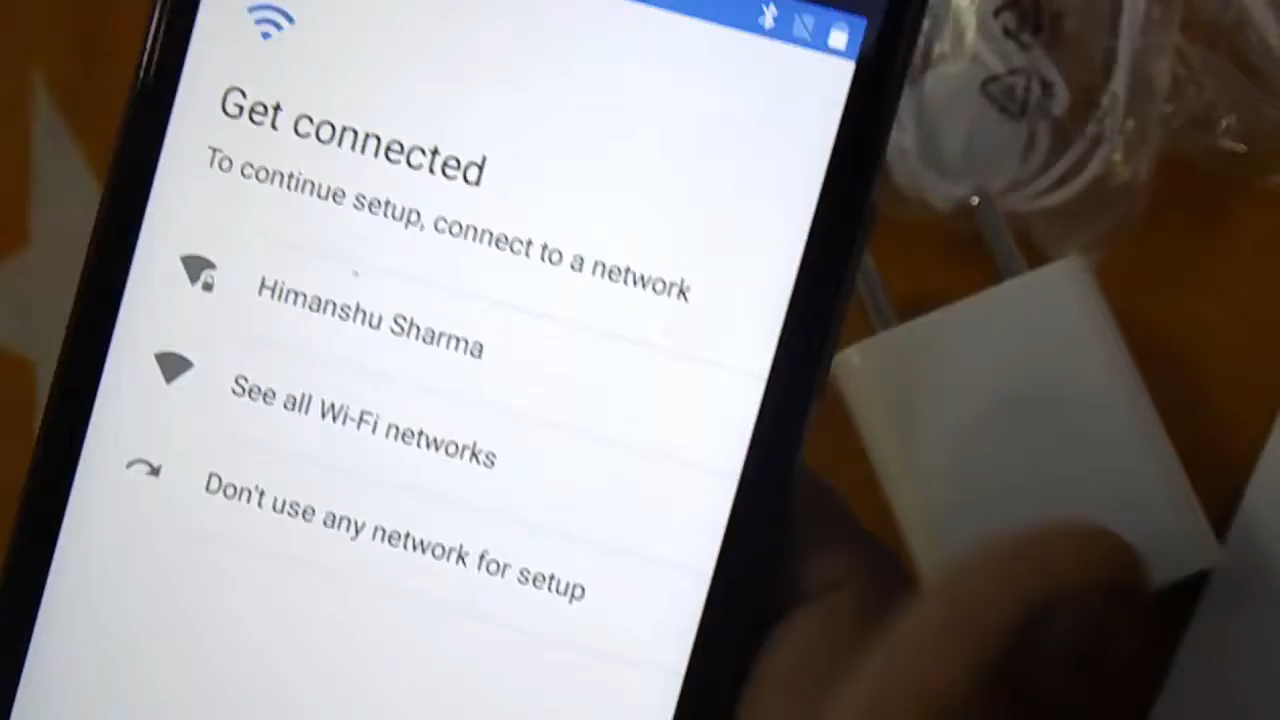 Get connected
To continue setup, connect to a network
Himanshu Sharma
See all Wi-Fi networks
Don't use any network for setup